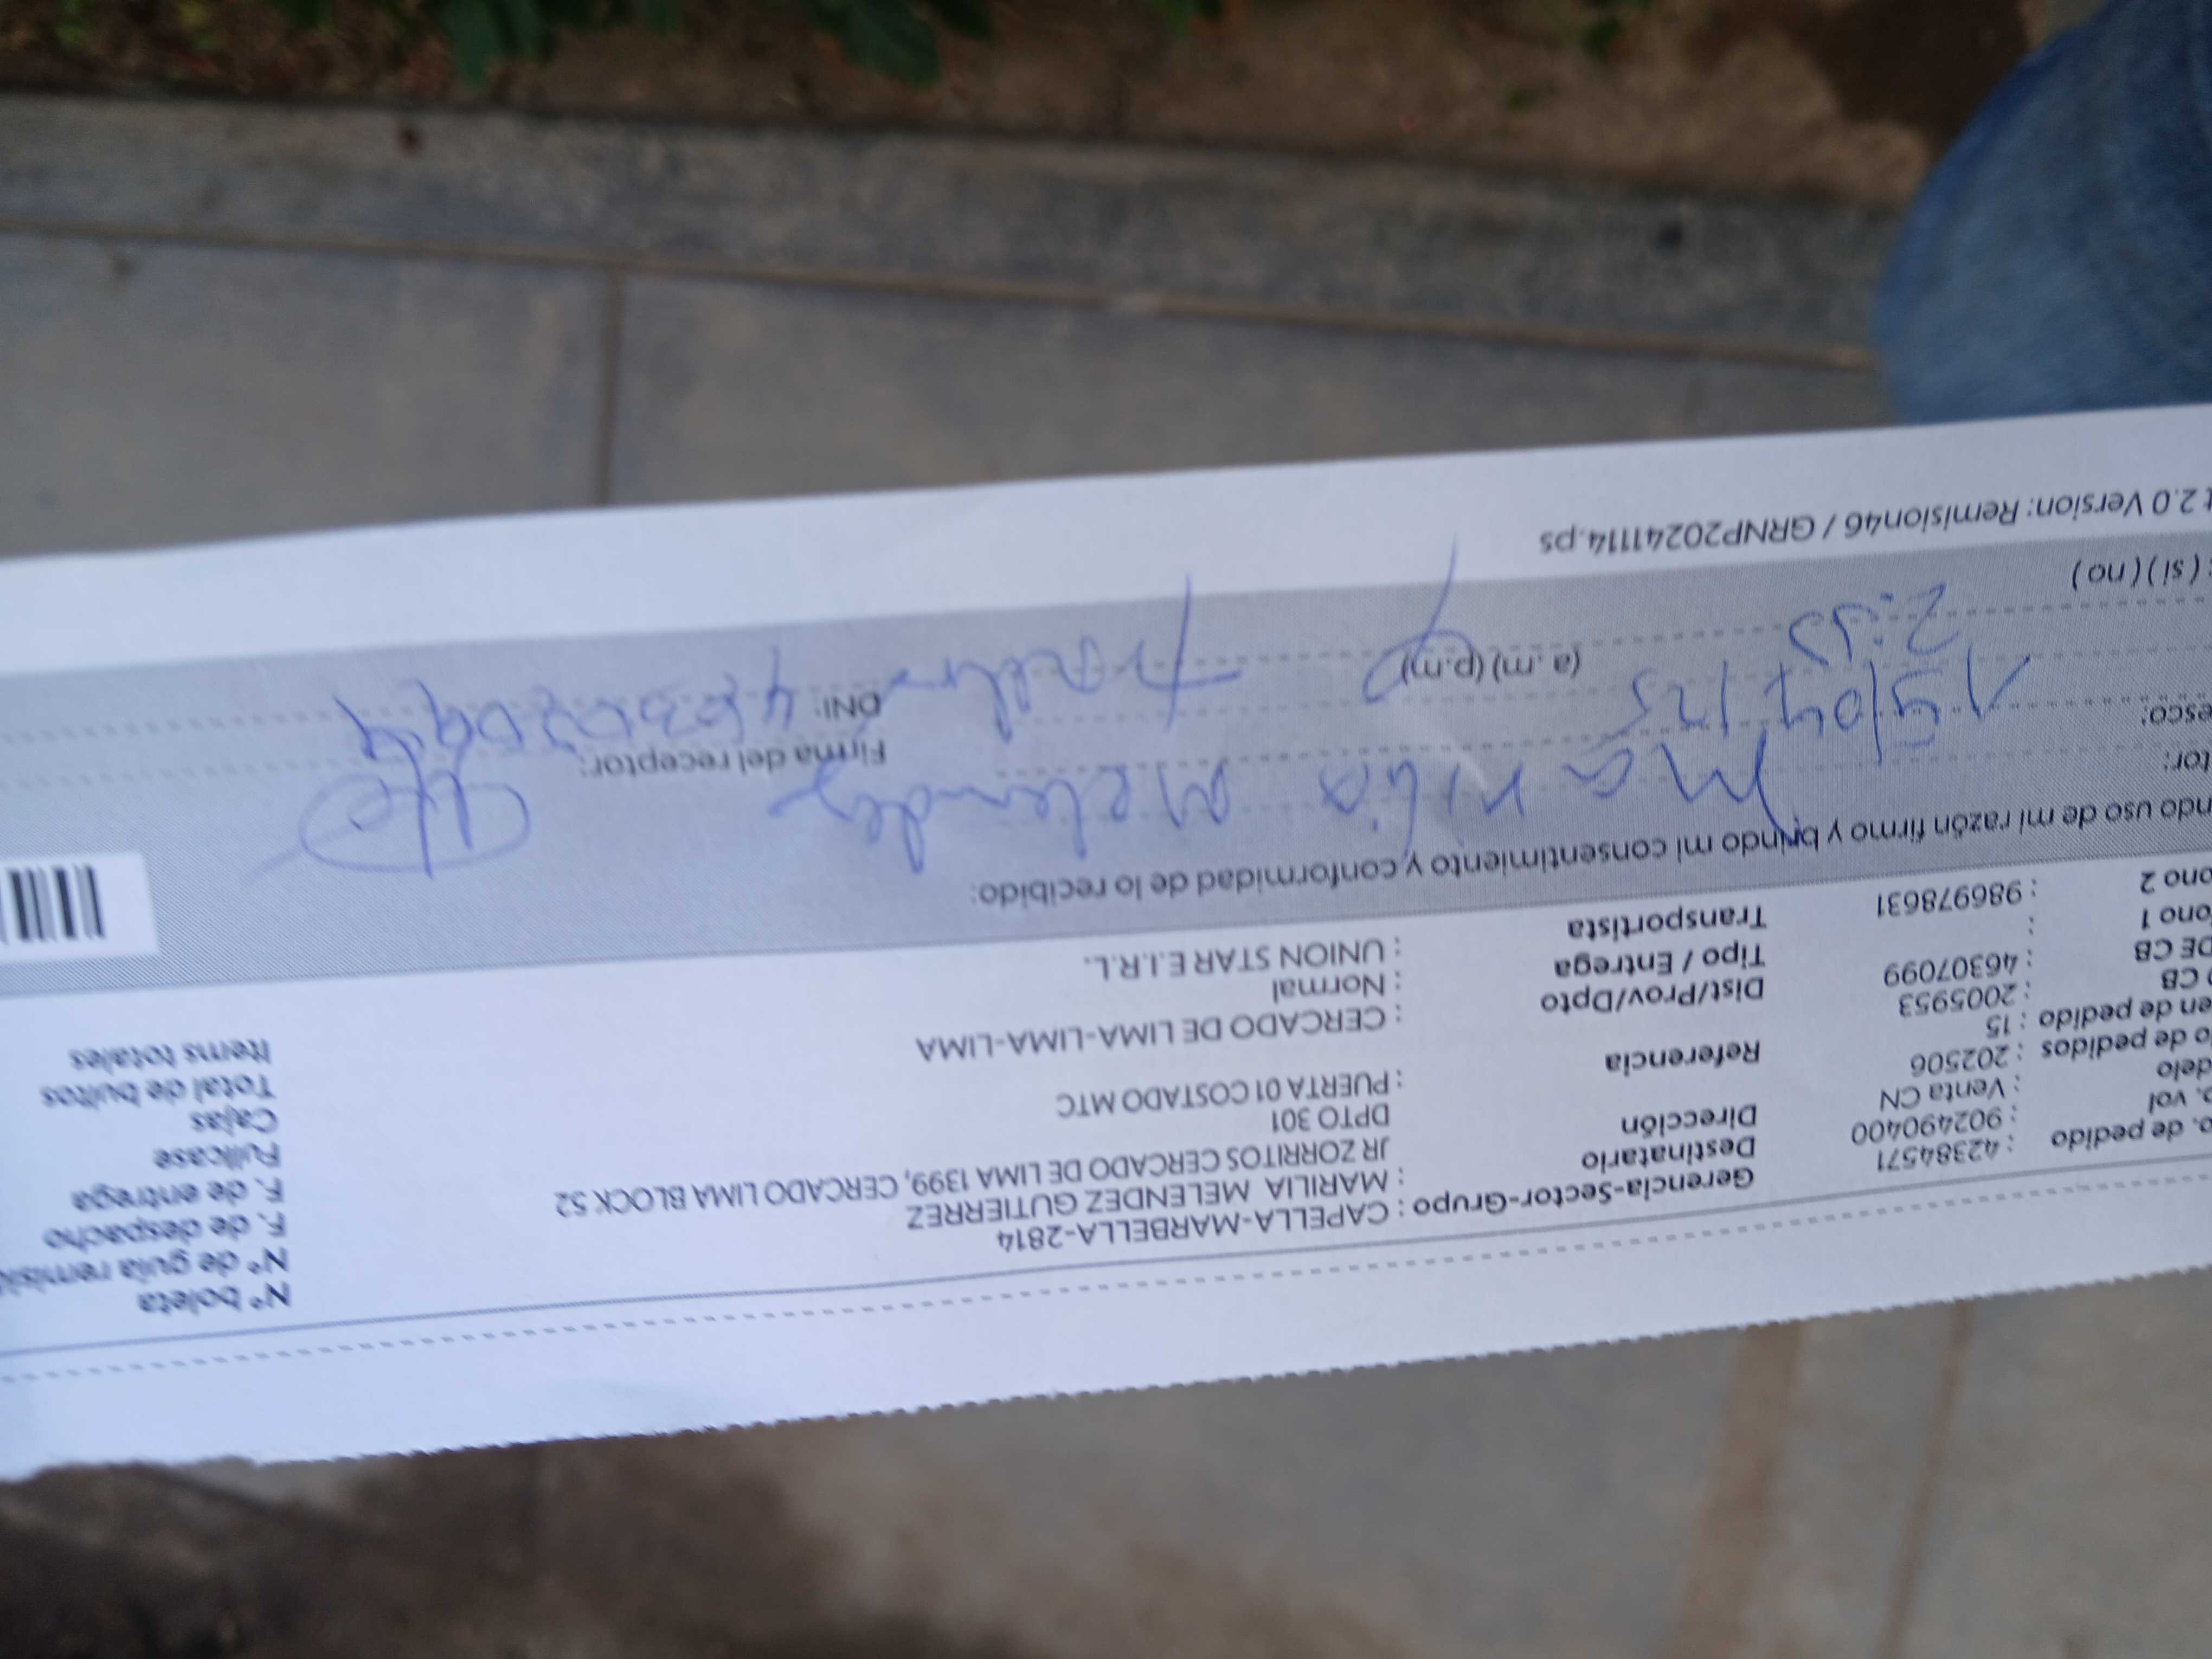 Nº boleta
Nº de guía remisió
F. de despacho
F. de entrega
Fullcase
Cajas
Total de bultos
Items totales
Gerencia-Sector-Grupo : CAPELLA-MARBELLA-2814
Destinatario : MARILIA MELENDEZ GUTIERREZ
Dirección JR ZORRITOS CERCADO DE LIMA 1399, CERCADO LIMA BLOCK 52
DPTO 301
Referencia : PUERTA 01 COSTADO MTC
Dist/Prov/Dpto : CERCADO DE LIMA-LIMA-LIMA
Tipo / Entrega : Normal
Transportista : UNION STAR E.I.R.L.
o. de pedido : 42384571
o. vol : 902490400
delo : Venta CN
o de pedidos : 202506
en de pedido : 15
o CB : 2005953
DE CB : 46307099
ono 1 :
ono 2 : 986978631
ndo uso de mi razón firmo y brindo mi consentimiento y conformidad de lo recibido:
tor: Marilia Melendez
Firma del receptor:
esco: DNI:
15/04/25
2:35 (a.m) (p.m)
: (si) (no)
t 2.0 Version: Remision46 / GRNP20241114.ps